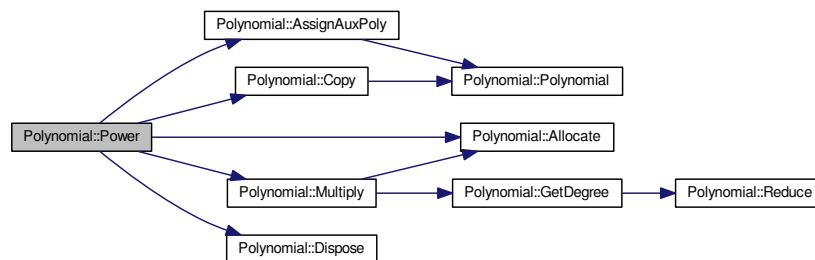 Polynomial::AssignAuxPoly
Polynomial::Copy
Polynomial::Polynomial
Polynomial::Power
Polynomial::Allocate
Polynomial::Multiply
Polynomial::GetDegree
Polynomial::Reduce
Polynomial::Dispose